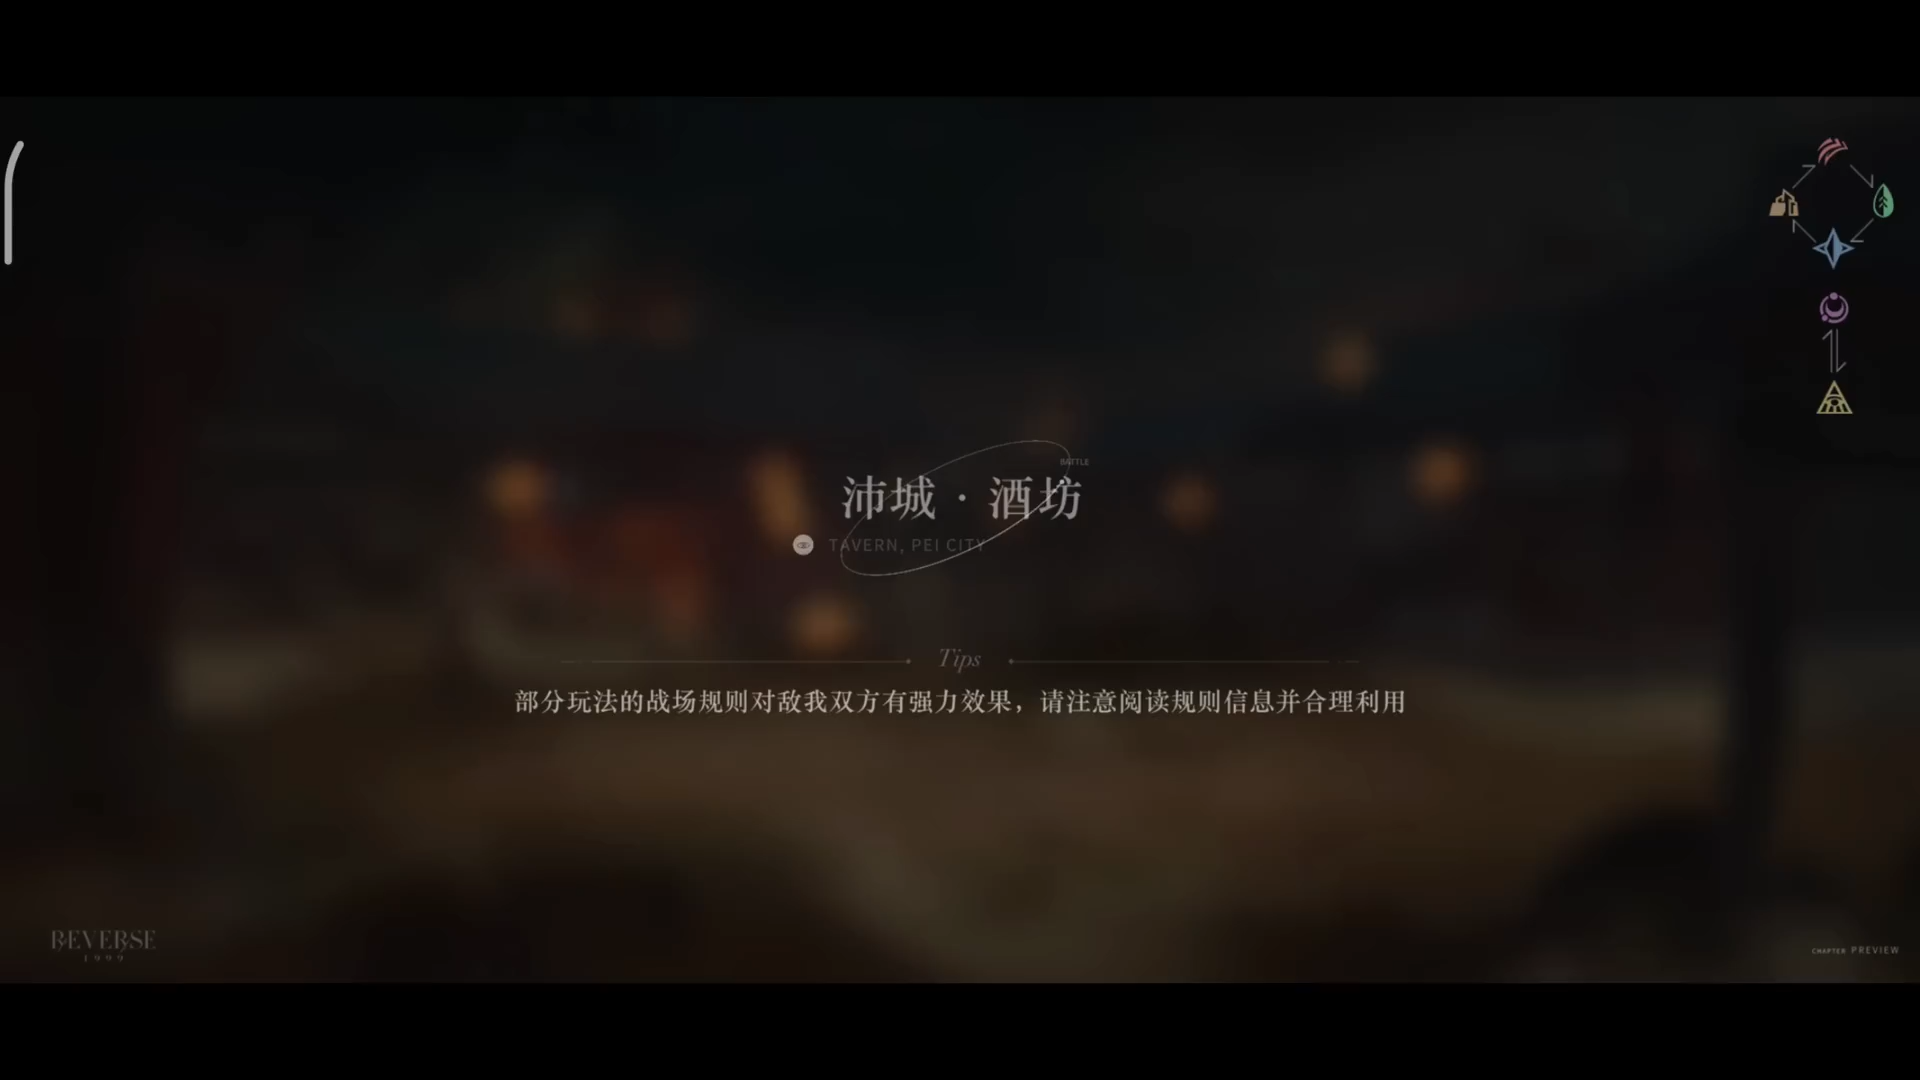 BATTLE
沛城·酒坊
TAVERN, PEI CITY
Tips
部分玩法的战场规则对敌我双方有强力效果，请注意阅读规则信息并合理利用
REVERSE
1999
CHAPTER PREVIEW